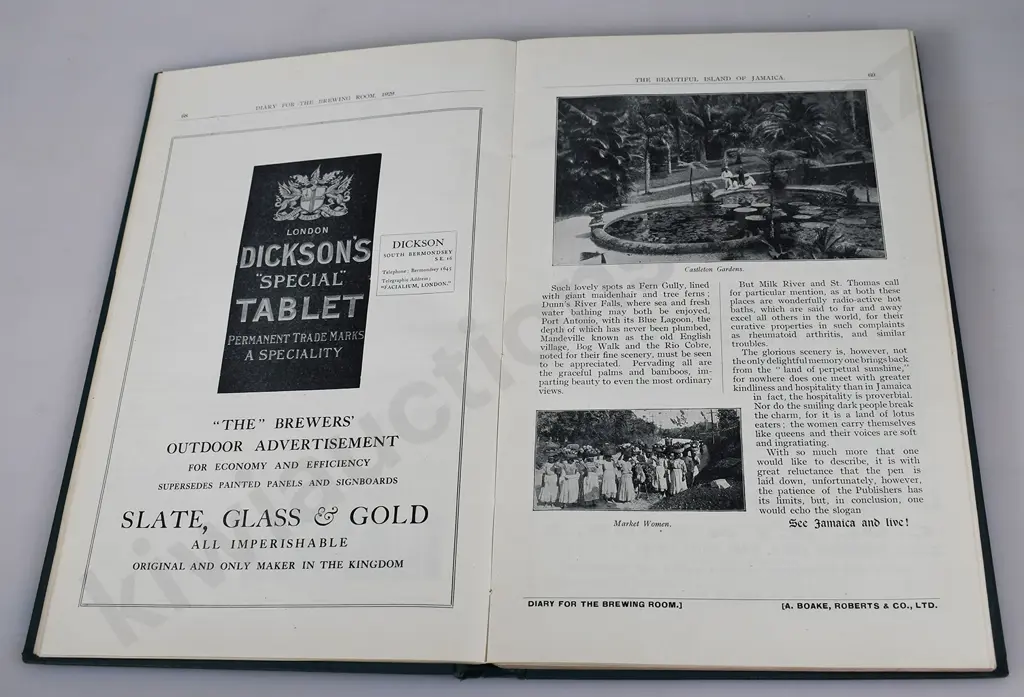 68
DIARY FOR THE BREWING ROOM, 1929
LONDON
DICKSON'S
"SPECIAL"
TABLET
PERMANENT TRADE MARKS
A SPECIALITY
DICKSON
SOUTH BERMONDSEY
S.E. 16
Telephone: Bermondsey 1645
Telegraphic Address:
"FACIALIUM, LONDON."
"THE" BREWERS'
OUTDOOR ADVERTISEMENT
FOR ECONOMY AND EFFICIENCY
SUPERSEDES PAINTED PANELS AND SIGNBOARDS
SLATE, GLASS & GOLD
ALL IMPERISHABLE
ORIGINAL AND ONLY MAKER IN THE KINGDOM
THE BEAUTIFUL ISLAND OF JAMAICA.
69
Castleton Gardens.
Such lovely spots as Fern Gully, lined
with giant maidenhair and tree ferns;
Dunn's River Falls, where sea and fresh
water bathing may both be enjoyed,
Port Antonio, with its Blue Lagoon, the
depth of which has never been plumbed,
Mandeville known as the old English
village, Bog Walk and the Rio Cobre,
noted for their fine scenery, must be seen
to be appreciated. Pervading all are
the graceful palms and bamboos, im-
parting beauty to even the most ordinary
views.
Market Women.
But Milk River and St. Thomas call
for particular mention, as at both these
places are wonderfully radio-active hot
baths, which are said to far and away
excel all others in the world, for their
curative properties in such complaints
as rheumatoid arthritis, and similar
troubles.
The glorious scenery is, however, not
the only delightful memory one brings back
from the "land of perpetual sunshine,"
for nowhere does one meet with greater
kindliness and hospitality than in Jamaica
in fact, the hospitality is proverbial.
Nor do the smiling dark people break
the charm, for it is a land of lotus
eaters; the women carry themselves
like queens and their voices are soft
and ingratiating.
With so much more that one
would like to describe, it is with
great reluctance that the pen is
laid down, unfortunately, however,
the patience of the Publishers has
its limits, but, in conclusion, one
would echo the slogan
See Jamaica and live!
DIARY FOR THE BREWING ROOM.]
[A. BOAKE, ROBERTS & CO., LTD.